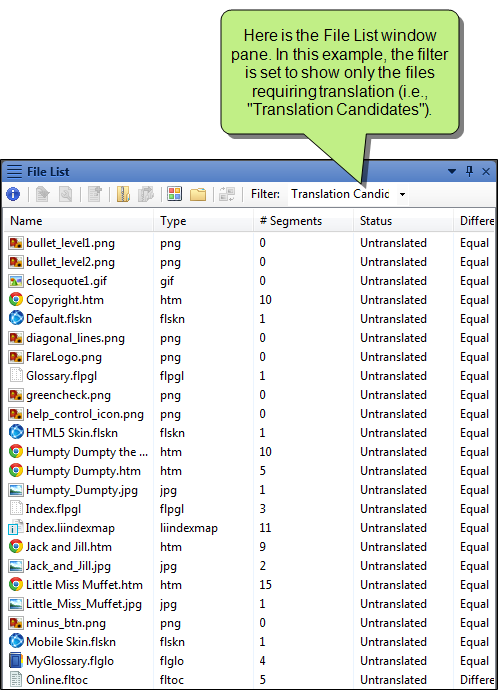 Here is the File List window
pane. In this example, the filter
is set to show only the files
requiring translation (i.e.,
"Translation Candidates").
File List
Filter: Translation Candic
Name Type # Segments Status Differe
bullet_level1.png png 0 Untranslated Equal
bullet_level2.png png 0 Untranslated Equal
closequote1.gif gif 0 Untranslated Equal
Copyright.htm htm 10 Untranslated Equal
Default.flskn flskn 1 Untranslated Equal
diagonal_lines.png png 0 Untranslated Equal
FlareLogo.png png 0 Untranslated Equal
Glossary.flpgl flpgl 1 Untranslated Equal
greencheck.png png 0 Untranslated Equal
help_control_icon.png png 0 Untranslated Equal
HTML5 Skin.flskn flskn 1 Untranslated Equal
Humpty Dumpty the ... htm 10 Untranslated Equal
Humpty Dumpty.htm htm 5 Untranslated Equal
Humpty_Dumpty.jpg jpg 1 Untranslated Equal
Index.flpgl flpgl 3 Untranslated Equal
Index.liindexmap liindexmap 11 Untranslated Equal
Jack and Jill.htm htm 9 Untranslated Equal
Jack_and_Jill.jpg jpg 2 Untranslated Equal
Little Miss Muffet.htm htm 15 Untranslated Equal
Little_Miss_Muffet.jpg jpg 1 Untranslated Equal
minus_btn.png png 0 Untranslated Equal
Mobile Skin.flskn flskn 1 Untranslated Equal
MyGlossary.flglo flglo 4 Untranslated Equal
Online.fltoc fltoc 5 Untranslated Equal